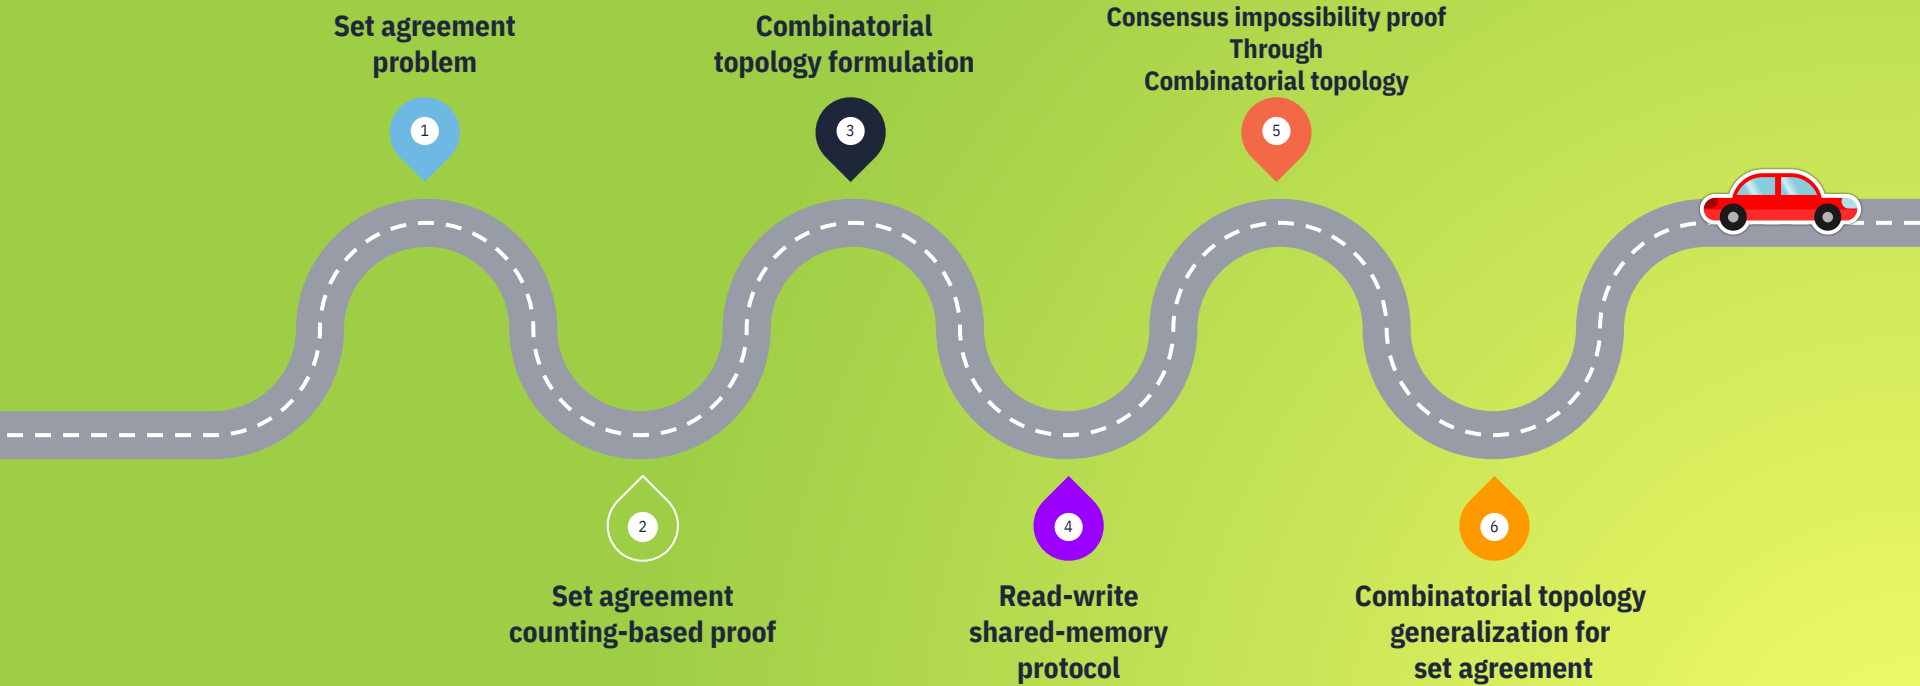 Set agreement
problem
1
Set agreement
counting-based proof
2
Combinatorial
topology formulation
3
Read-write
shared-memory
protocol
4
Consensus impossibility proof
Through
Combinatorial topology
5
Combinatorial topology
generalization for
set agreement
6